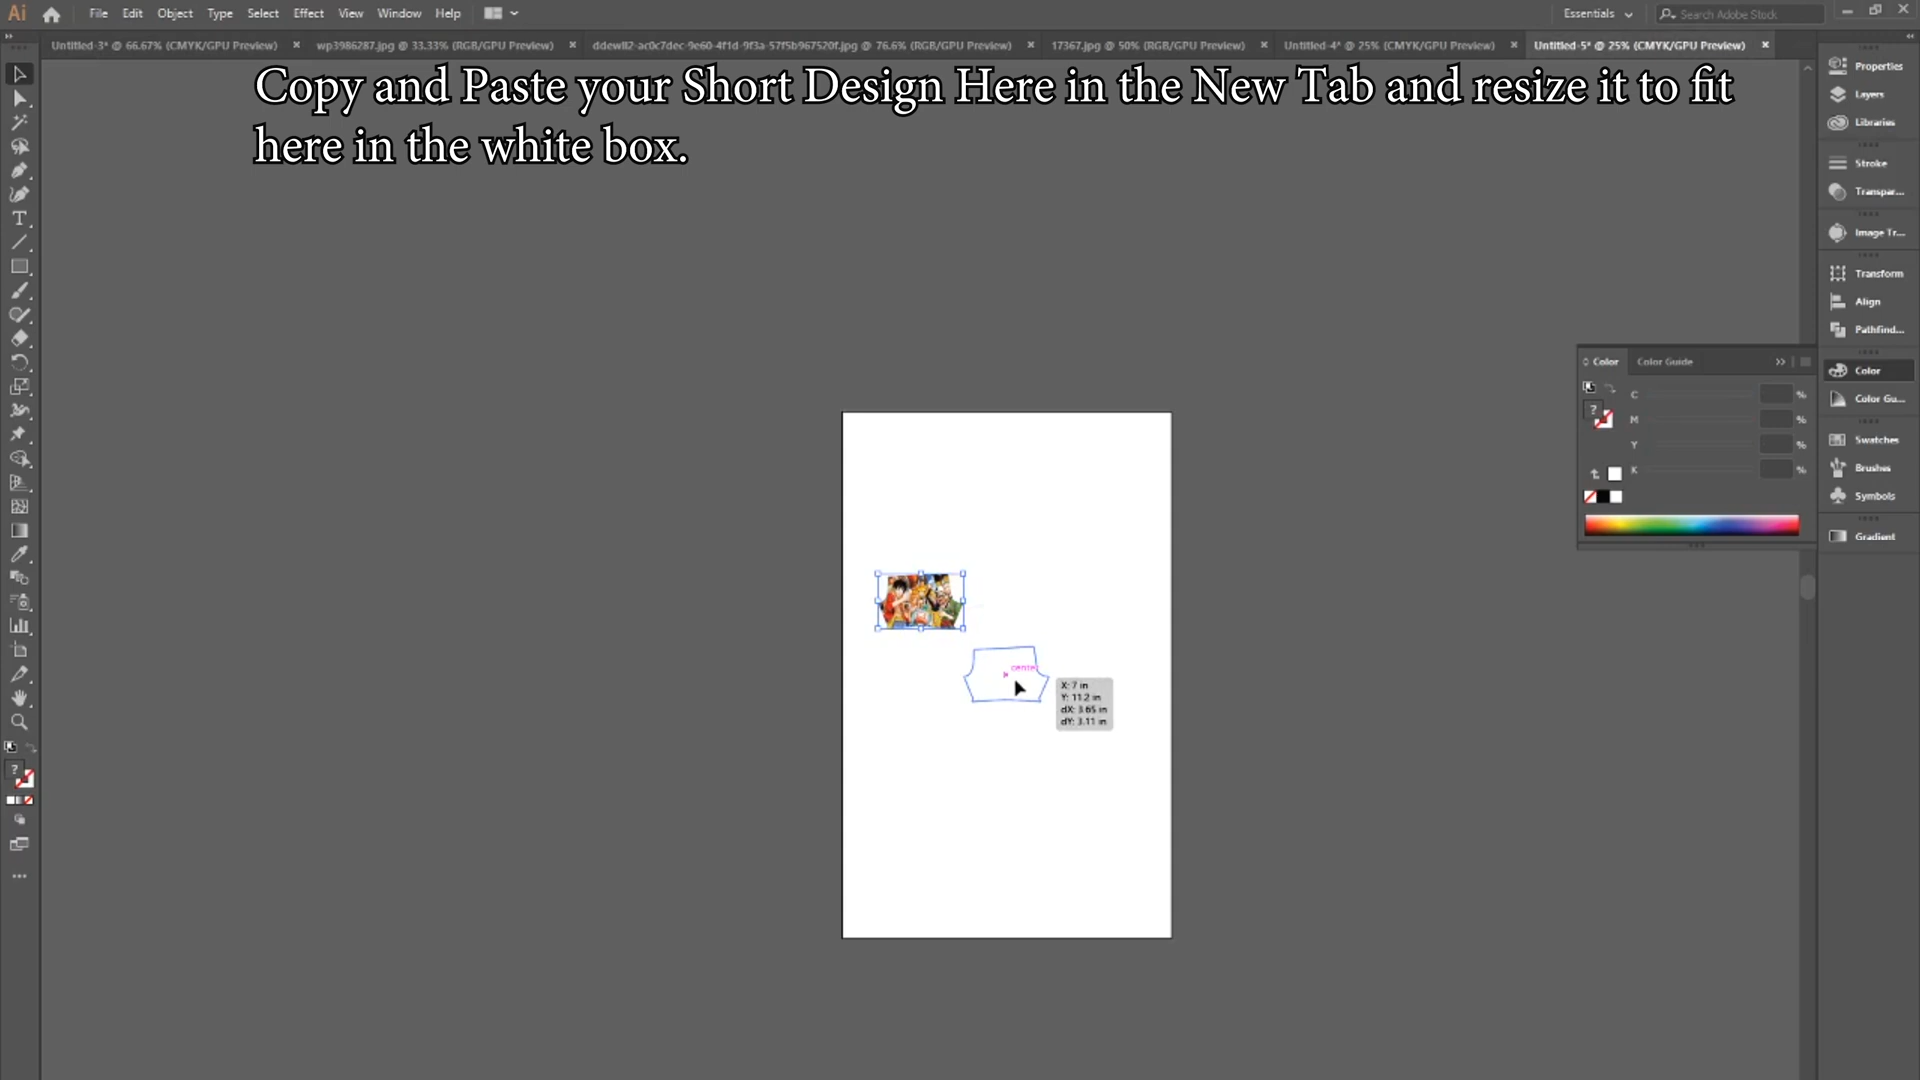 Ai File Edit Object Type Select Effect View Window Help Essentials Search Adobe Stock
Untitled-3* @ 66.67% (CMYK/GPU Preview) × wp3986287.jpg @ 33.33% (RGB/GPU Preview) × ddewll2-ac0c7dec-9e60-4f1d-9f3a-57f5b967520f.jpg @ 76.6% (RGB/GPU Preview) × 17367.jpg @ 50% (RGB/GPU Preview) × Untitled-4* @ 25% (CMYK/GPU Preview) × Untitled-5* @ 25% (CMYK/GPU Preview) ×
Copy and Paste your Short Design Here in the New Tab and resize it to fit
here in the white box.
Properties
Layers
Libraries
Stroke
Transpar...
Image Tr...
Transform
Align
Pathfind...
Color
Color Gu...
Swatches
Brushes
Symbols
Gradient
Color Color Guide
C %
M %
Y %
K %
?
center
X: 7 in
Y: 11.2 in
dX: 3.65 in
dY: 3.11 in
T
?